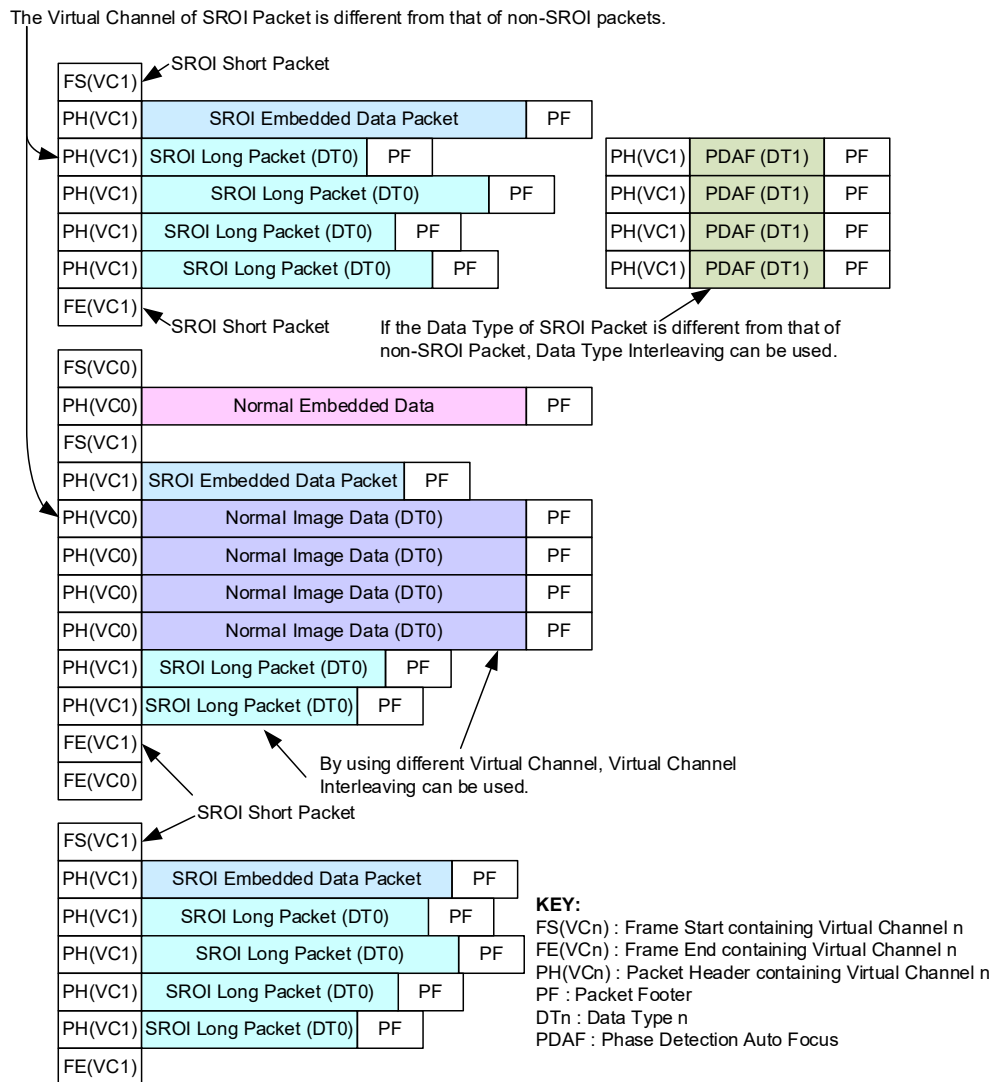 The Virtual Channel of SROI Packet is different from that of non-SROI packets.
SROI Short Packet
FS(VC1)
PH(VC1) SROI Embedded Data Packet PF
PH(VC1) SROI Long Packet (DT0) PF PH(VC1) PDAF (DT1) PF
PH(VC1) SROI Long Packet (DT0) PF PH(VC1) PDAF (DT1) PF
PH(VC1) SROI Long Packet (DT0) PF PH(VC1) PDAF (DT1) PF
PH(VC1) SROI Long Packet (DT0) PF PH(VC1) PDAF (DT1) PF
FE(VC1)
SROI Short Packet
If the Data Type of SROI Packet is different from that of
non-SROI Packet, Data Type Interleaving can be used.
FS(VC0)
PH(VC0) Normal Embedded Data PF
FS(VC1)
PH(VC1) SROI Embedded Data Packet PF
PH(VC0) Normal Image Data (DT0) PF
PH(VC0) Normal Image Data (DT0) PF
PH(VC0) Normal Image Data (DT0) PF
PH(VC0) Normal Image Data (DT0) PF
PH(VC1) SROI Long Packet (DT0) PF
PH(VC1) SROI Long Packet (DT0) PF
FE(VC1)
FE(VC0)
By using different Virtual Channel, Virtual Channel
Interleaving can be used.
SROI Short Packet
FS(VC1)
PH(VC1) SROI Embedded Data Packet PF
PH(VC1) SROI Long Packet (DT0) PF
PH(VC1) SROI Long Packet (DT0) PF
PH(VC1) SROI Long Packet (DT0) PF
PH(VC1) SROI Long Packet (DT0) PF
FE(VC1)
KEY:
FS(VCn) : Frame Start containing Virtual Channel n
FE(VCn) : Frame End containing Virtual Channel n
PH(VCn) : Packet Header containing Virtual Channel n
PF : Packet Footer
DTn : Data Type n
PDAF : Phase Detection Auto Focus